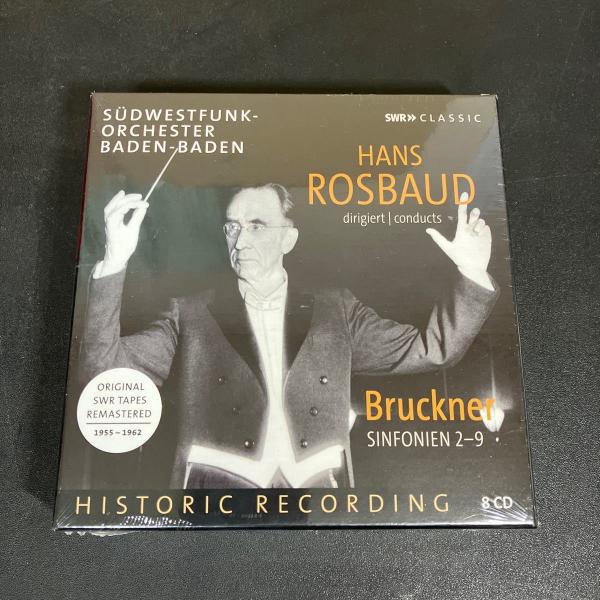 SÜDWESTFUNK-
ORCHESTER
BADEN-BADEN
SWR>> CLASSIC
HANS
ROSBAUD
dirigiert | conducts
ORIGINAL
SWR TAPES
REMASTERED
1955–1962
Bruckner
SINFONIEN 2–9
HISTORIC RECORDING
8 CD